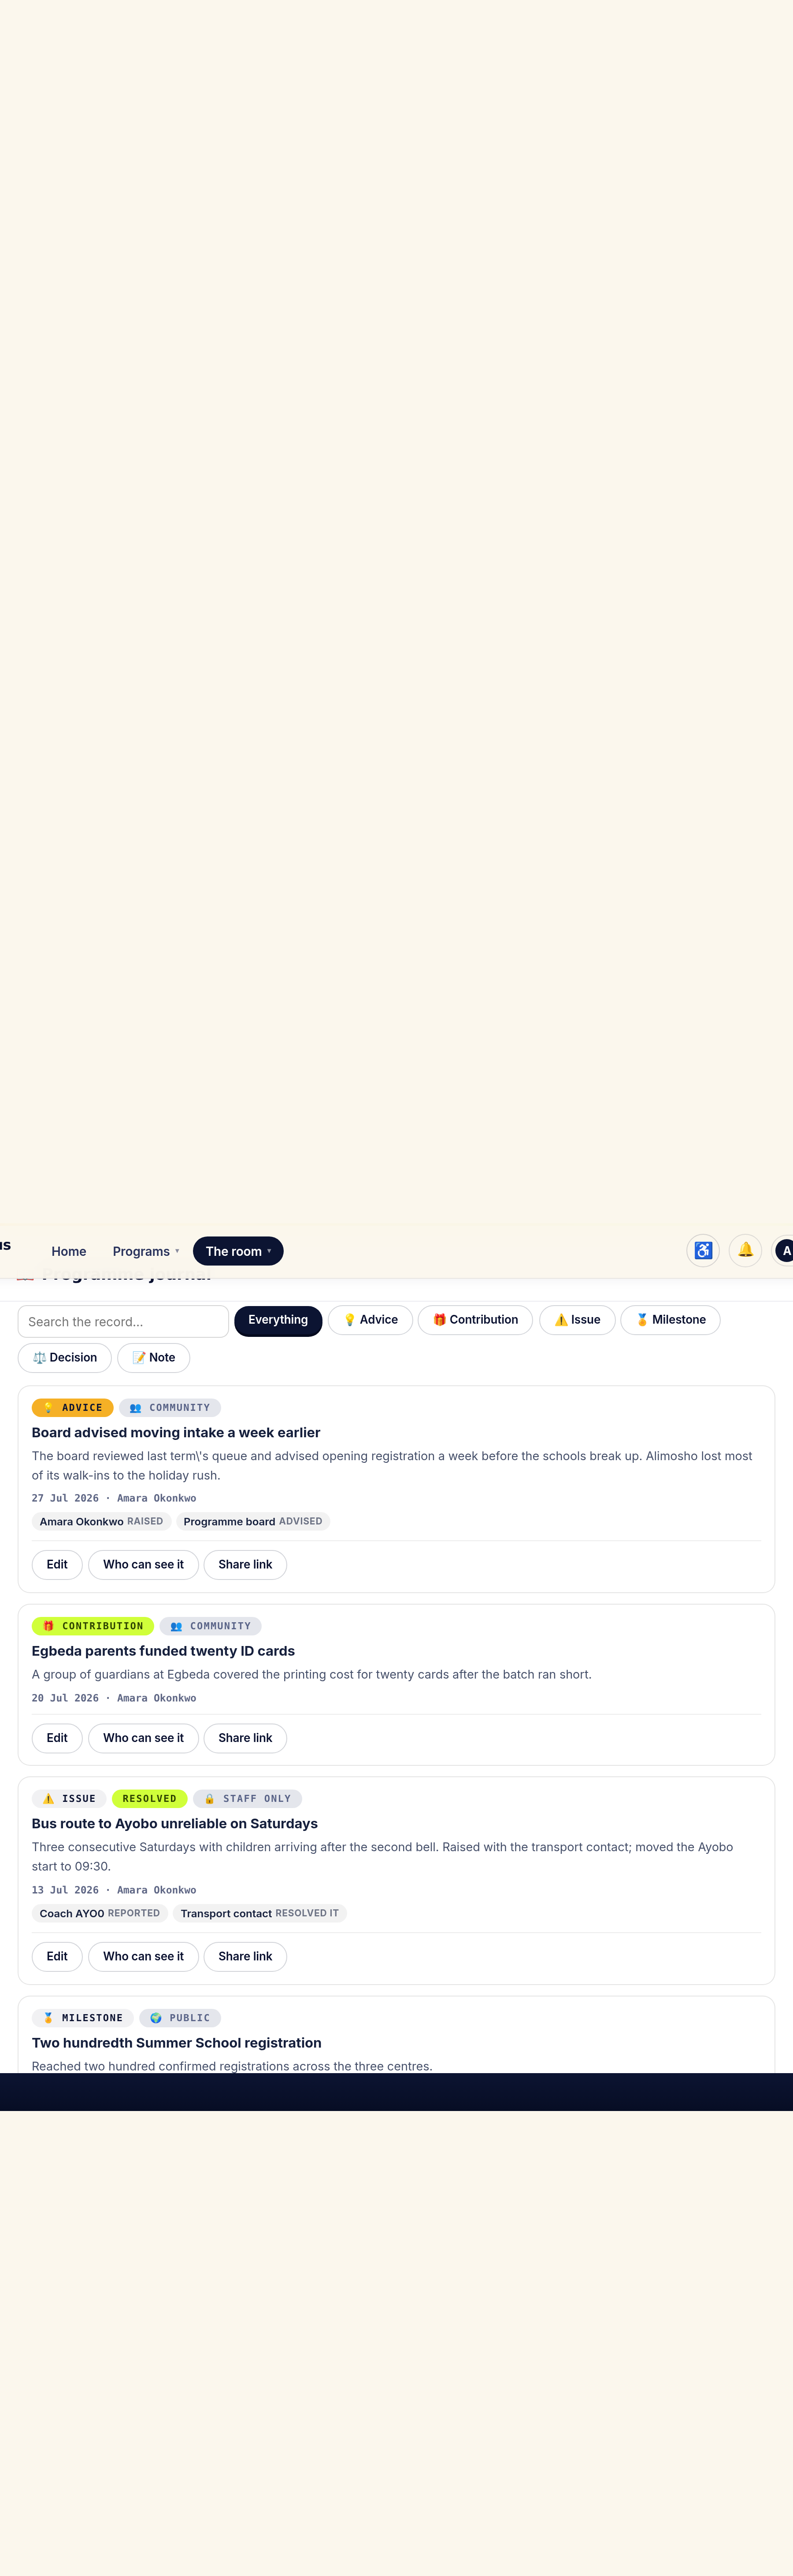 us
Home Programs ▾ The room ▾ A
Programme Journal
Search the record... Everything Advice Contribution Issue Milestone
Decision Note
ADVICE COMMUNITY
Board advised moving intake a week earlier
The board reviewed last term\'s queue and advised opening registration a week before the schools break up. Alimosho lost most
of its walk-ins to the holiday rush.
27 Jul 2026 · Amara Okonkwo
Amara Okonkwo RAISED Programme board ADVISED
Edit Who can see it Share link
CONTRIBUTION COMMUNITY
Egbeda parents funded twenty ID cards
A group of guardians at Egbeda covered the printing cost for twenty cards after the batch ran short.
20 Jul 2026 · Amara Okonkwo
Edit Who can see it Share link
ISSUE RESOLVED STAFF ONLY
Bus route to Ayobo unreliable on Saturdays
Three consecutive Saturdays with children arriving after the second bell. Raised with the transport contact; moved the Ayobo
start to 09:30.
13 Jul 2026 · Amara Okonkwo
Coach AYO0 REPORTED Transport contact RESOLVED IT
Edit Who can see it Share link
MILESTONE PUBLIC
Two hundredth Summer School registration
Reached two hundred confirmed registrations across the three centres.